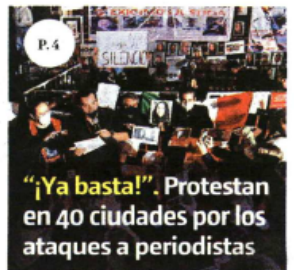 P.4
SILENCIO
“¡Ya basta!”. Protestan
en 40 ciudades por los
ataques a periodistas